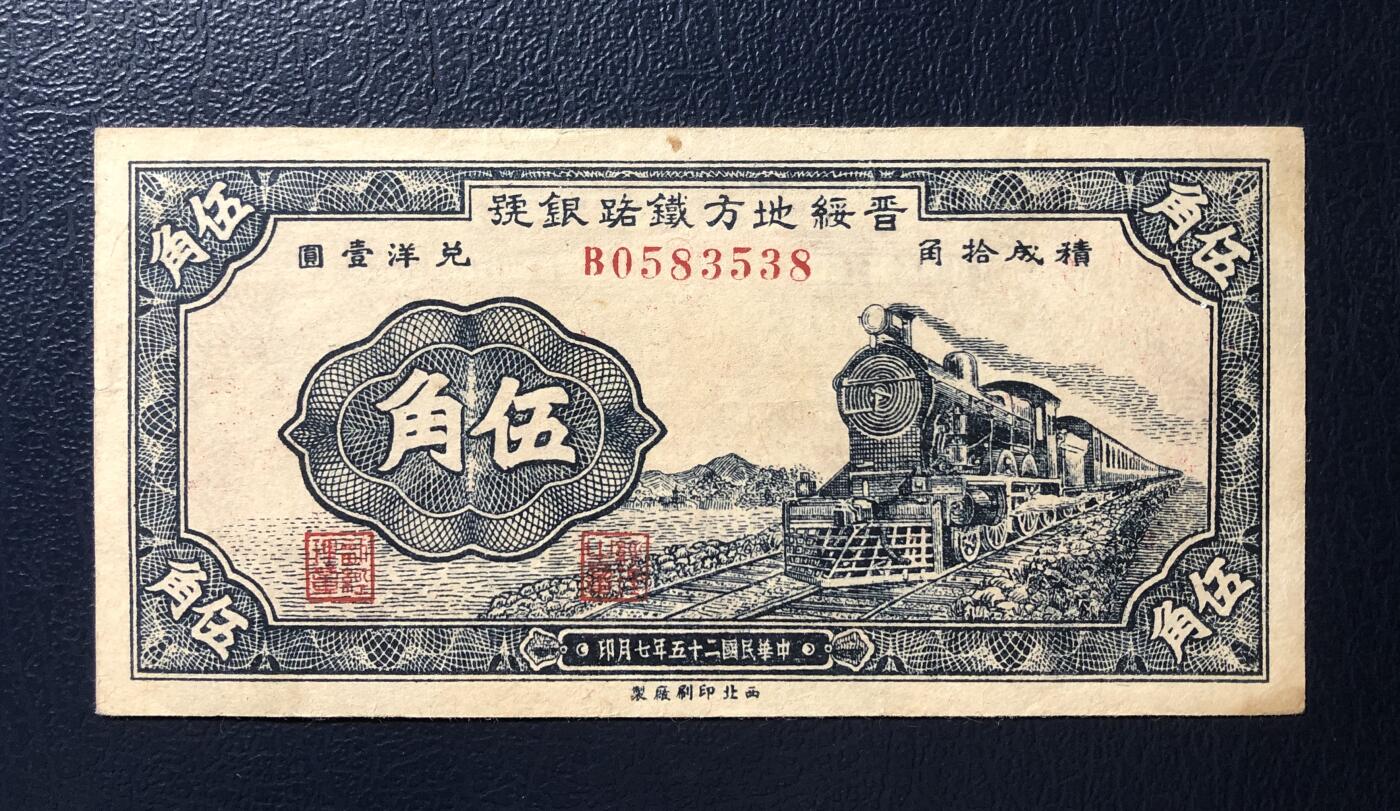 晉綏地方鐵路銀號
積成拾角
B0583538
兑洋壹圓
伍角
伍角
伍角
伍角
伍角
中華民國二十五年七月印
西北印刷廠製